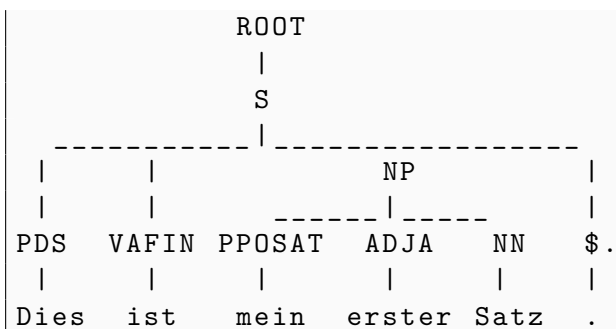 ROOT
S
NP
PDS VAFIN PPOSAT ADJA NN $.
Dies ist mein erster Satz .